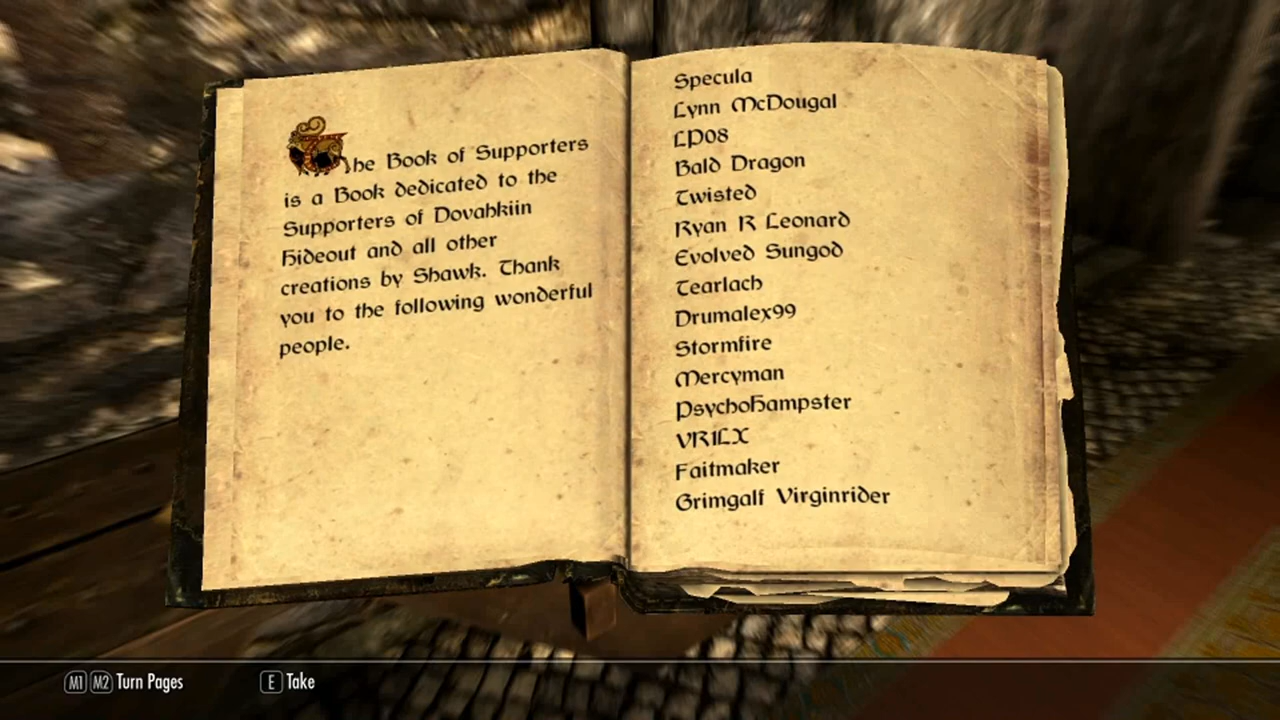 The Book of Supporters
is a Book dedicated to the
Supporters of Dovahkiin
Hideout and all other
creations by Shawk. Thank
you to the following wonderful
people.
Specula
Lynn McDougal
LP08
Bald Dragon
Twisted
Ryan R Leonard
Evolved Sungod
Tearlach
Drumalex99
Stormfire
Mercyman
PsychoHampster
VR1LX
Faitmaker
Grimgalf Virginrider
M1 M2 Turn Pages
E Take